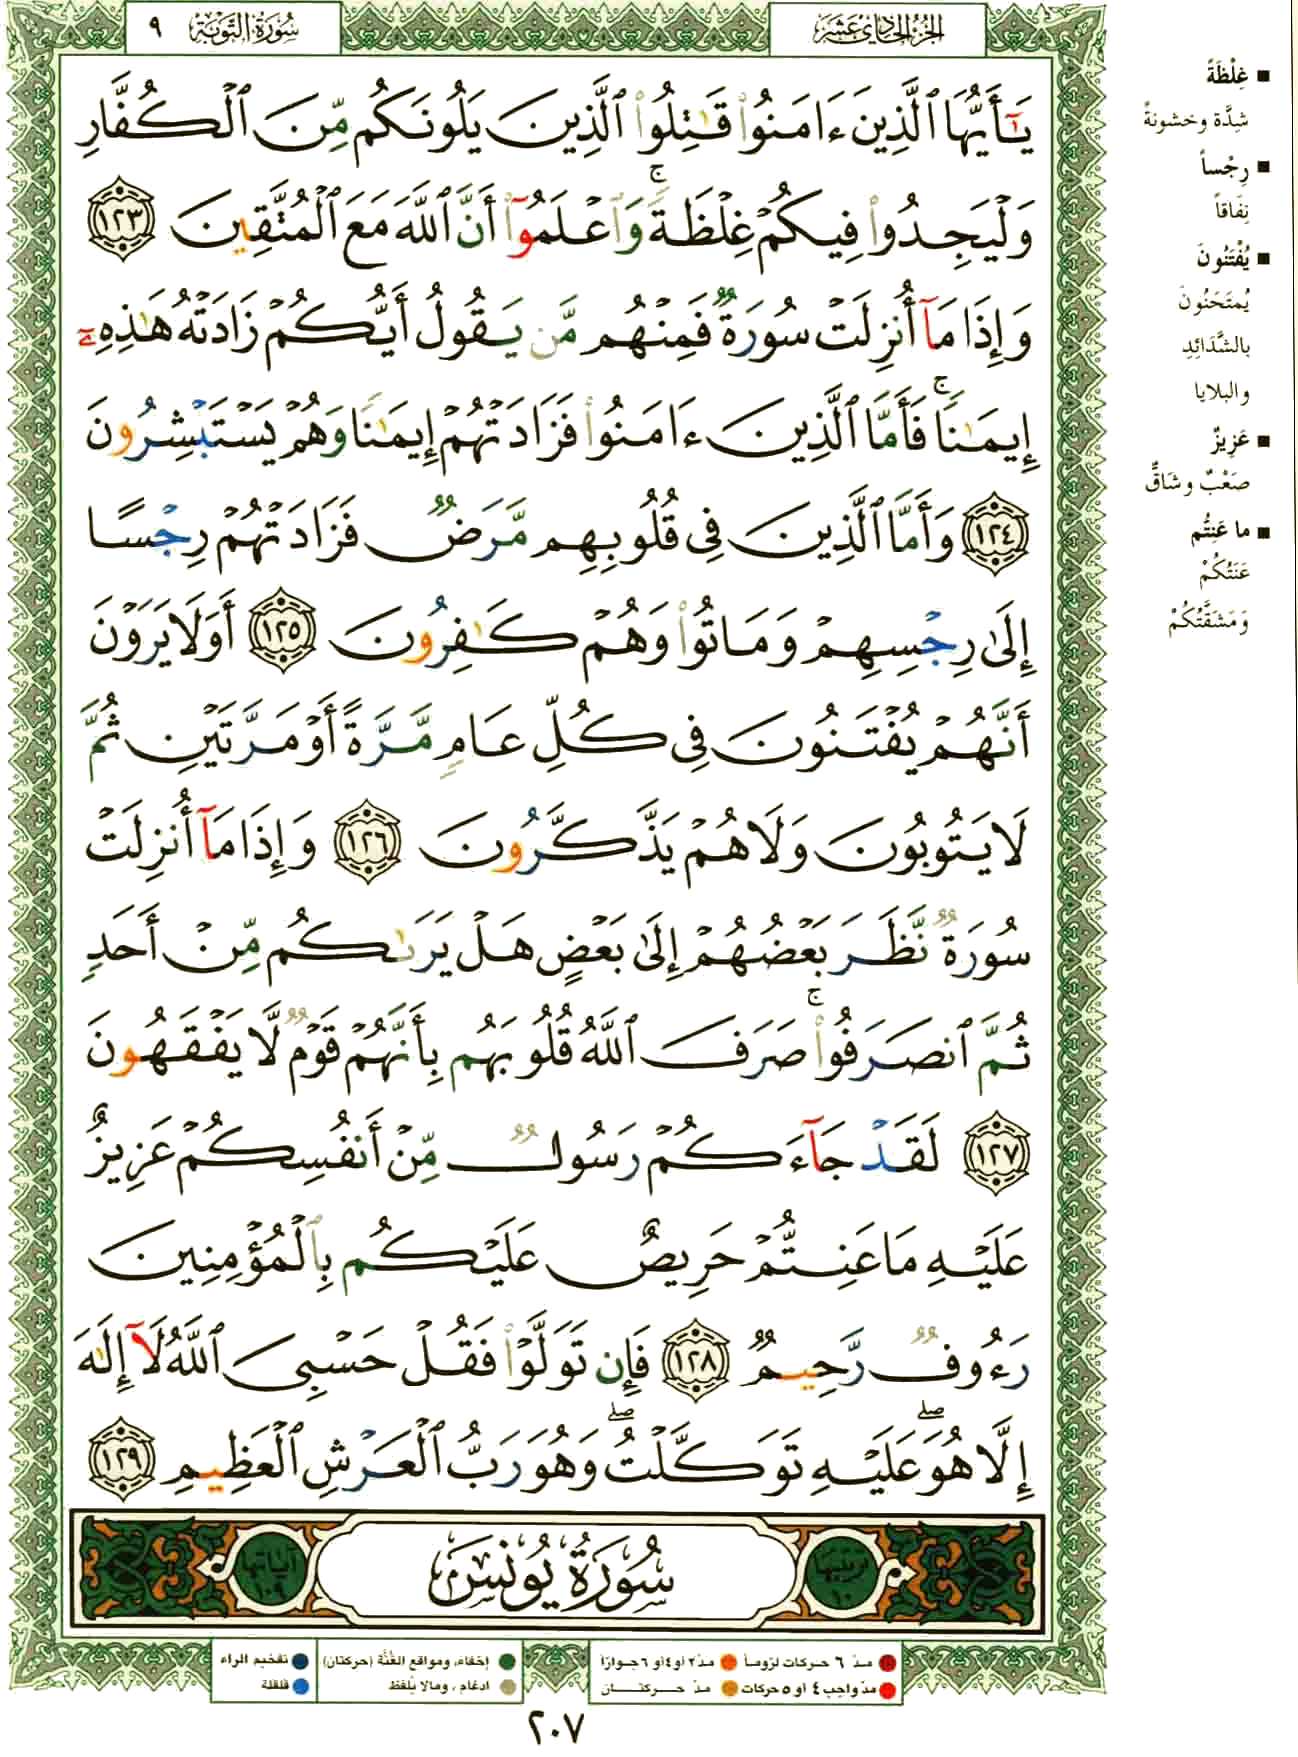 الجزء الحادي عشر
سورة التوبة ٩
يَٰٓأَيُّهَا ٱلَّذِينَ ءَامَنُوا۟ قَٰتِلُوا۟ ٱلَّذِينَ يَلُونَكُم مِّنَ ٱلْكُفَّارِ
وَلْيَجِدُوا۟ فِيكُمْ غِلْظَةً ۚ وَٱعْلَمُوٓا۟ أَنَّ ٱللَّهَ مَعَ ٱلْمُتَّقِينَ ١٢٣
وَإِذَا مَآ أُنزِلَتْ سُورَةٌ فَمِنْهُم مَّن يَقُولُ أَيُّكُمْ زَادَتْهُ هَٰذِهِۦٓ
إِيمَٰنًا ۚ فَأَمَّا ٱلَّذِينَ ءَامَنُوا۟ فَزَادَتْهُمْ إِيمَٰنًا وَهُمْ يَسْتَبْشِرُونَ
١٢٤ وَأَمَّا ٱلَّذِينَ فِى قُلُوبِهِم مَّرَضٌ فَزَادَتْهُمْ رِجْسًا
إِلَىٰ رِجْسِهِمْ وَمَاتُوا۟ وَهُمْ كَٰفِرُونَ ١٢٥ أَوَلَا يَرَوْنَ
أَنَّهُمْ يُفْتَنُونَ فِى كُلِّ عَامٍ مَّرَّةً أَوْ مَرَّتَيْنِ ثُمَّ
لَا يَتُوبُونَ وَلَا هُمْ يَذَّكَّرُونَ ١٢٦ وَإِذَا مَآ أُنزِلَتْ
سُورَةٌ نَّظَرَ بَعْضُهُمْ إِلَىٰ بَعْضٍ هَلْ يَرَىٰكُم مِّنْ أَحَدٍ
ثُمَّ ٱنصَرَفُوا۟ ۚ صَرَفَ ٱللَّهُ قُلُوبَهُم بِأَنَّهُمْ قَوْمٌ لَّا يَفْقَهُونَ
١٢٧ لَقَدْ جَآءَكُمْ رَسُولٌ مِّنْ أَنفُسِكُمْ عَزِيزٌ
عَلَيْهِ مَا عَنِتُّمْ حَرِيصٌ عَلَيْكُم بِٱلْمُؤْمِنِينَ
رَءُوفٌ رَّحِيمٌ ١٢٨ فَإِن تَوَلَّوْا۟ فَقُلْ حَسْبِىَ ٱللَّهُ لَآ إِلَٰهَ
إِلَّا هُوَ ۖ عَلَيْهِ تَوَكَّلْتُ ۖ وَهُوَ رَبُّ ٱلْعَرْشِ ٱلْعَظِيمِ ١٢٩
ترتيبها ١٠
سُورَةُ يُونُسَ
آياتها ١٠٩
غِلْظَةً
شِدَّة وخشونةً
رِجْساً
نِفَاقاً
يُفْتَنُونَ
يُمتَحَنُونَ
بالشَّدَائِدِ
والبلايا
عَزِيزٌ
صَعْبٌ وشَاقٌّ
ما عَنِتُّم
عَنَتُكُمْ
وَمَشَقَّتُكُمْ
مدّ ٦ حركات لزوماً مدّ ٢ أو ٤ أو ٦ جوازاً إخفاء، ومواقع الغُنَّة (حركتان) تفخيم الراء
مدّ واجب ٤ أو ٥ حركات مدّ حركتان ادغام، ومالا يُلفظ قلقلة
٢٠٧